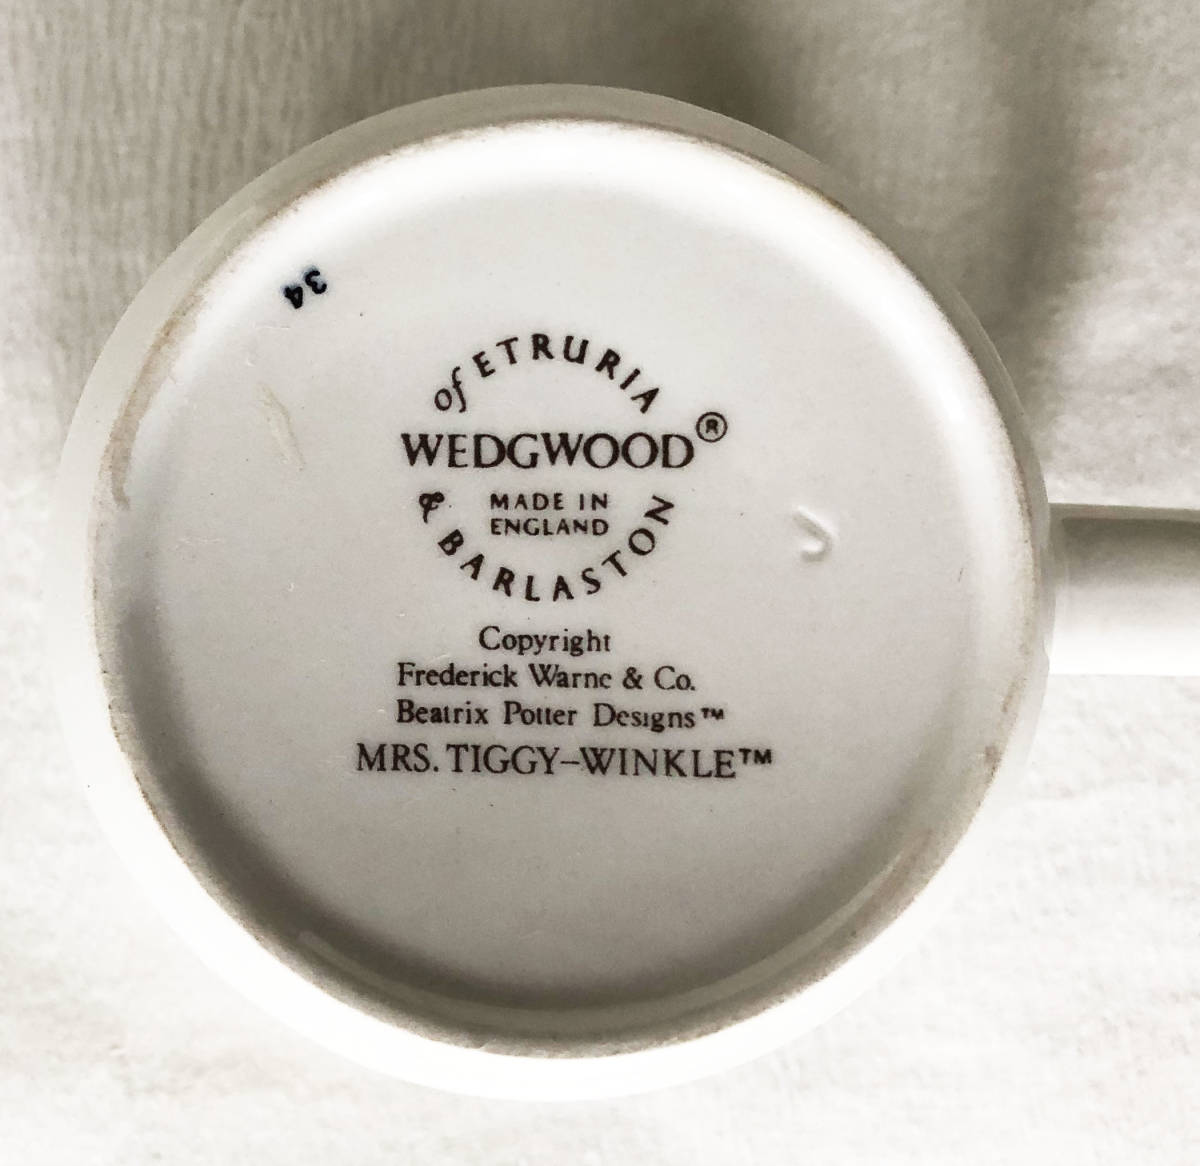 34
of ETRURIA
WEDGWOOD®
MADE IN
ENGLAND
& BARLASTON
Copyright
Frederick Warne & Co.
Beatrix Potter Designs™
MRS. TIGGY–WINKLE™